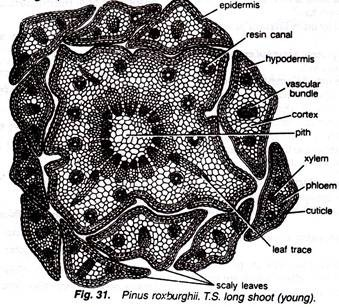 epidermis
resin canal
hypodermis
vascular
bundle
cortex
pith
xylem
phloem
cuticle
leaf trace
scaly leaves
Fig. 31. Pinus roxburghii. T.S. long shoot (young).